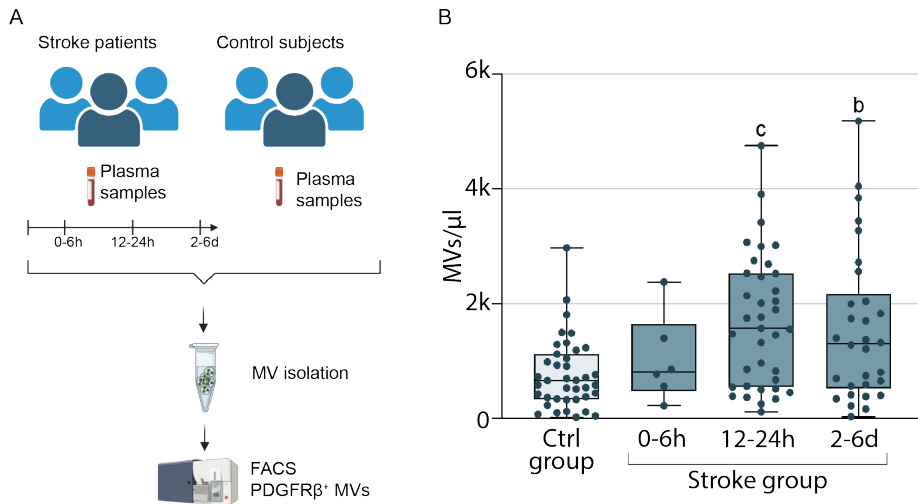 A
Stroke patients
Control subjects
Plasma
samples
Plasma
samples
0-6h
12-24h
2-6d
MV isolation
FACS
PDGFRβ⁺ MVs
B
MVs/µl
6k
4k
2k
0
c
b
Ctrl
group
0-6h
12-24h
2-6d
Stroke group